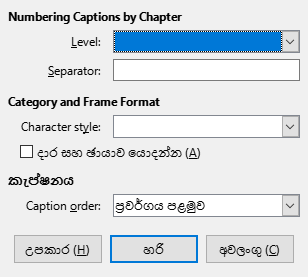 Numbering Captions by Chapter
Level:
Separator:
Category and Frame Format
Character style:
දාර සහ ඡායාව යොදන්න (A)
කැප්ෂනය
Caption order: ප්‍රවර්ගය පළමුව
උපකාර (H) හරි අවලංගු (C)